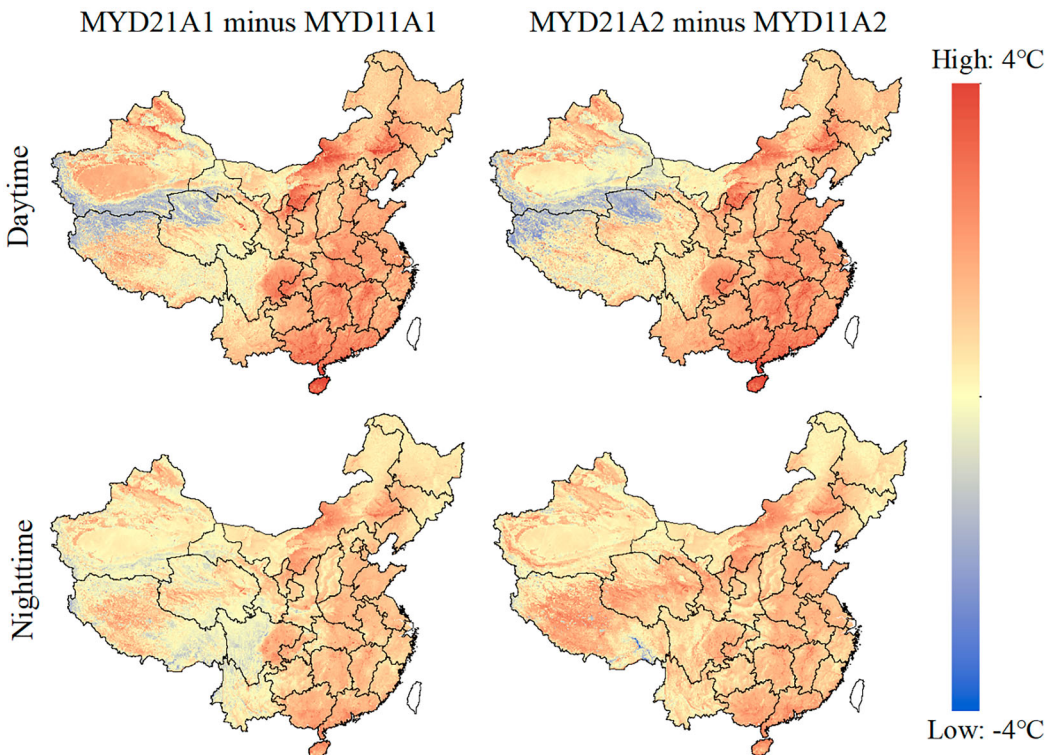 MYD21A1 minus MYD11A1
MYD21A2 minus MYD11A2
High: 4℃
Daytime
Nighttime
Low: -4℃